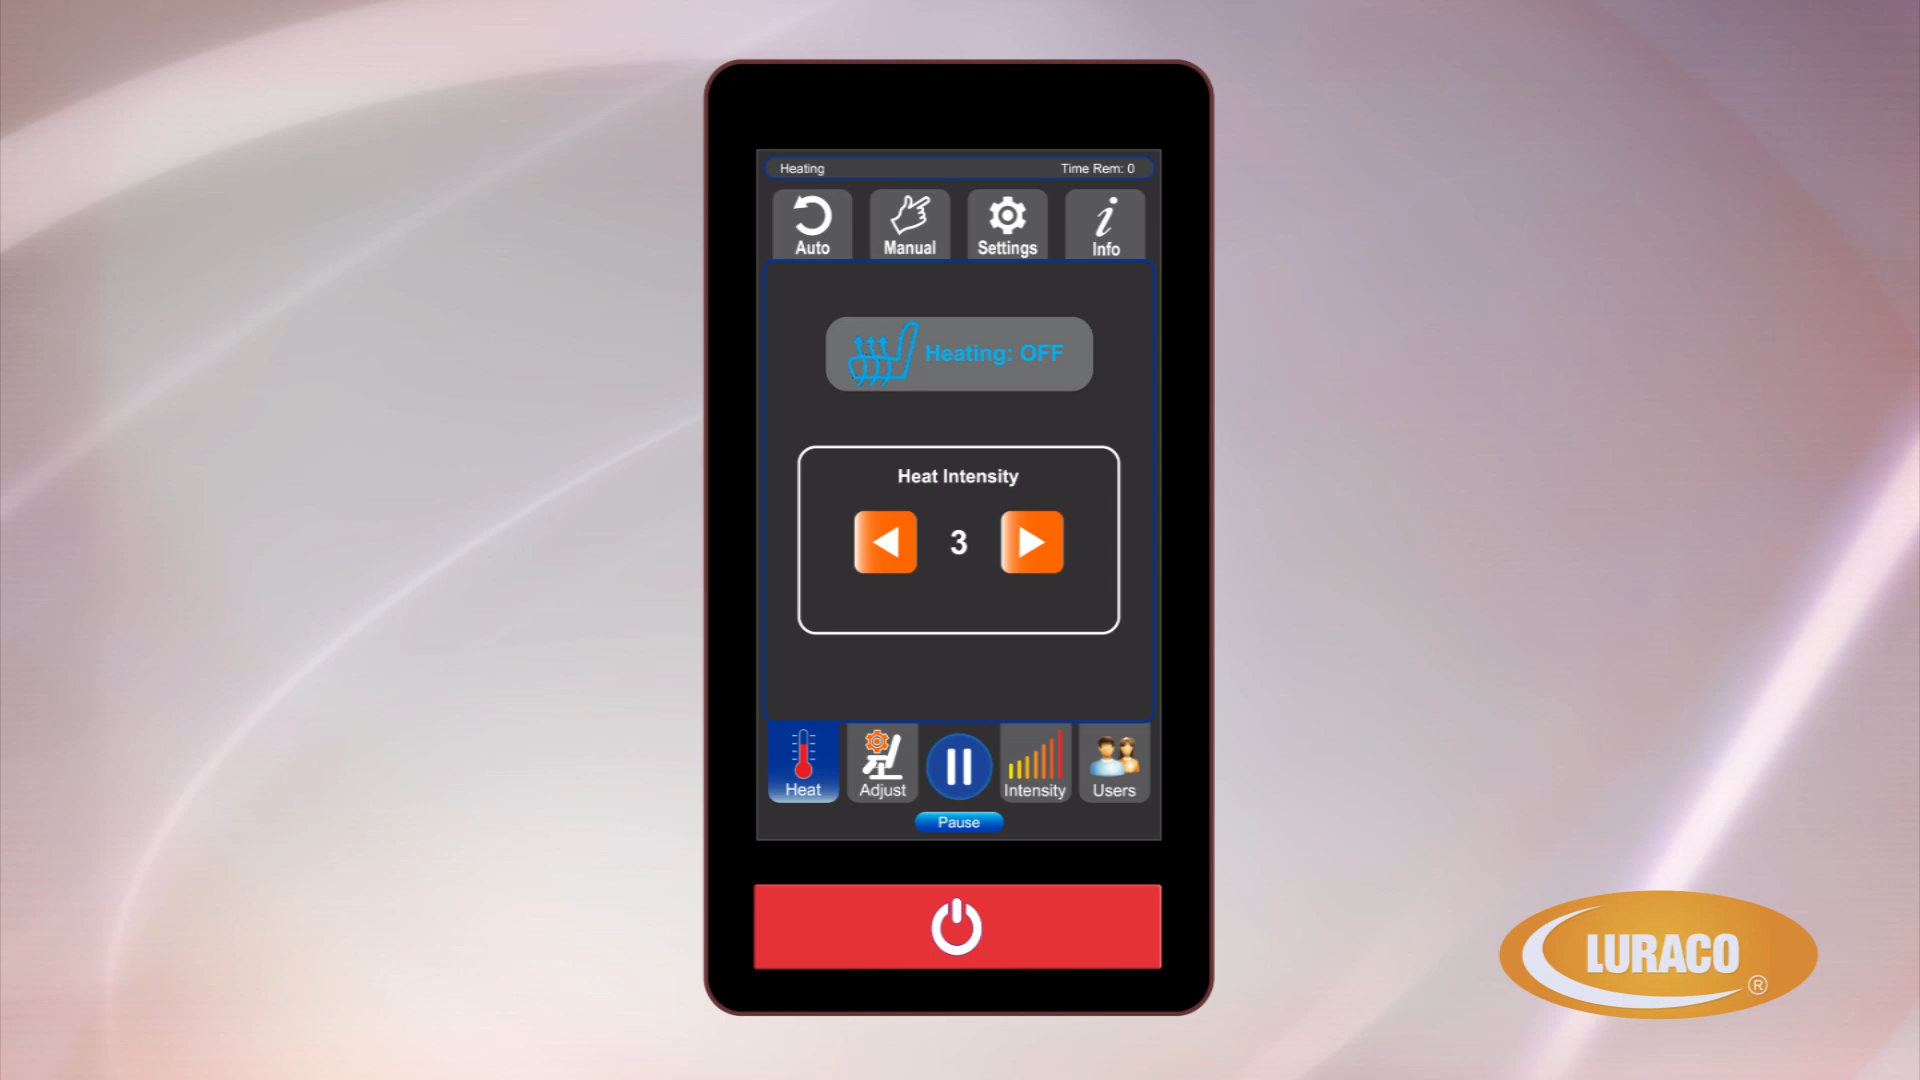 Heating Time Rem: 0
Auto Manual Settings Info
Heating: OFF
Heat Intensity
3
Heat Adjust Intensity Users
Pause
LURACO ®